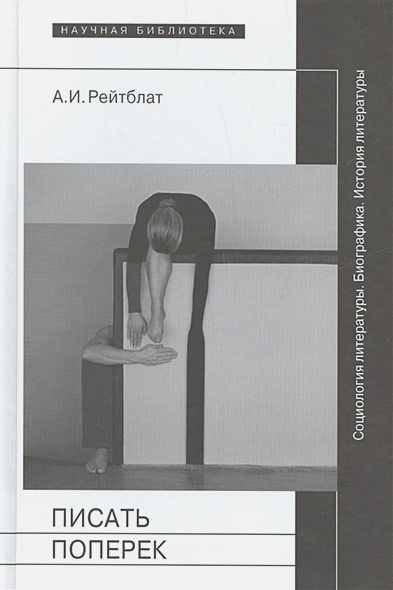 НАУЧНАЯ БИБЛИОТЕКА
А.И. Рейтблат
Социология литературы. Биографика. История литературы
ПИСАТЬ
ПОПЕРЕК